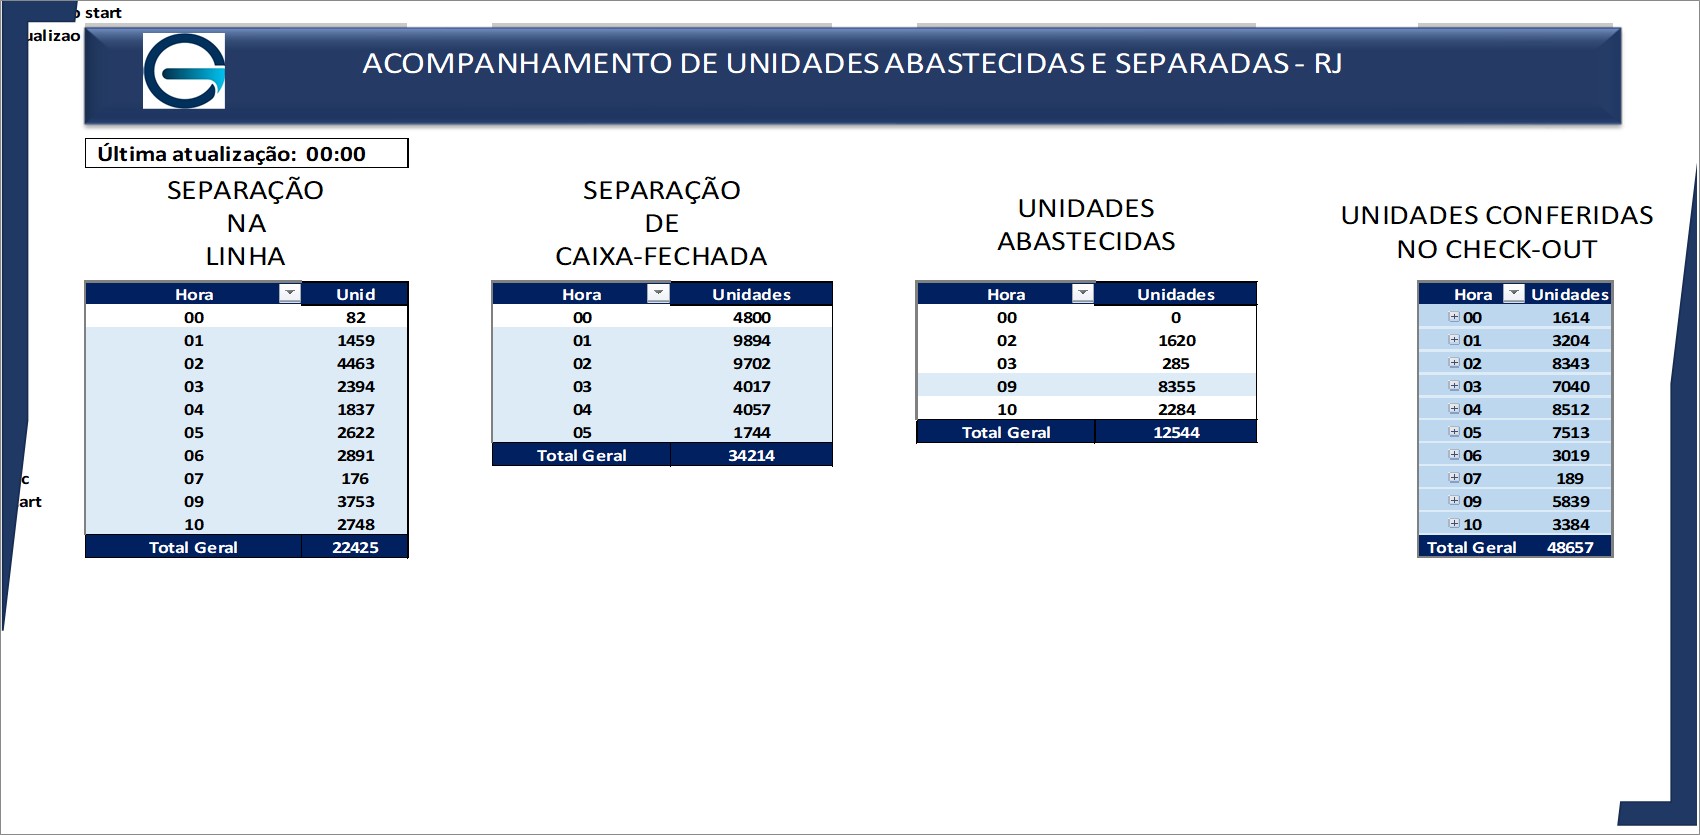 start
ualizao
ACOMPANHAMENTO DE UNIDADES ABASTECIDAS E SEPARADAS - RJ
Última atualização: 00:00
SEPARAÇÃO
NA
LINHA
Hora Unid
00 82
01 1459
02 4463
03 2394
04 1837
05 2622
06 2891
07 176
09 3753
10 2748
Total Geral 22425
SEPARAÇÃO
DE
CAIXA-FECHADA
Hora Unidades
00 4800
01 9894
02 9702
03 4017
04 4057
05 1744
Total Geral 34214
UNIDADES
ABASTECIDAS
Hora Unidades
00 0
02 1620
03 285
09 8355
10 2284
Total Geral 12544
UNIDADES CONFERIDAS
NO CHECK-OUT
Hora Unidades
00 1614
01 3204
02 8343
03 7040
04 8512
05 7513
06 3019
07 189
09 5839
10 3384
Total Geral 48657
c
art